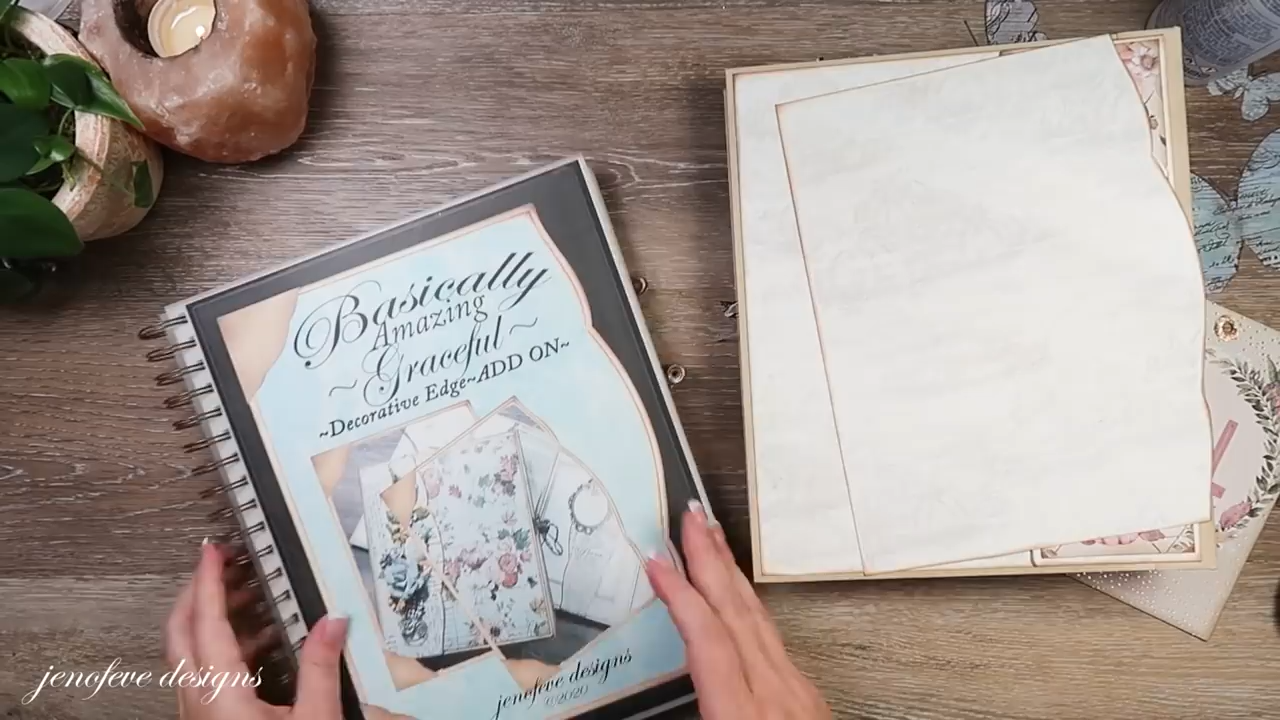 Basically
Amazing
~Graceful~
~Decorative Edge~ADD ON~
jenofeve designs
©2020
jenofeve designs